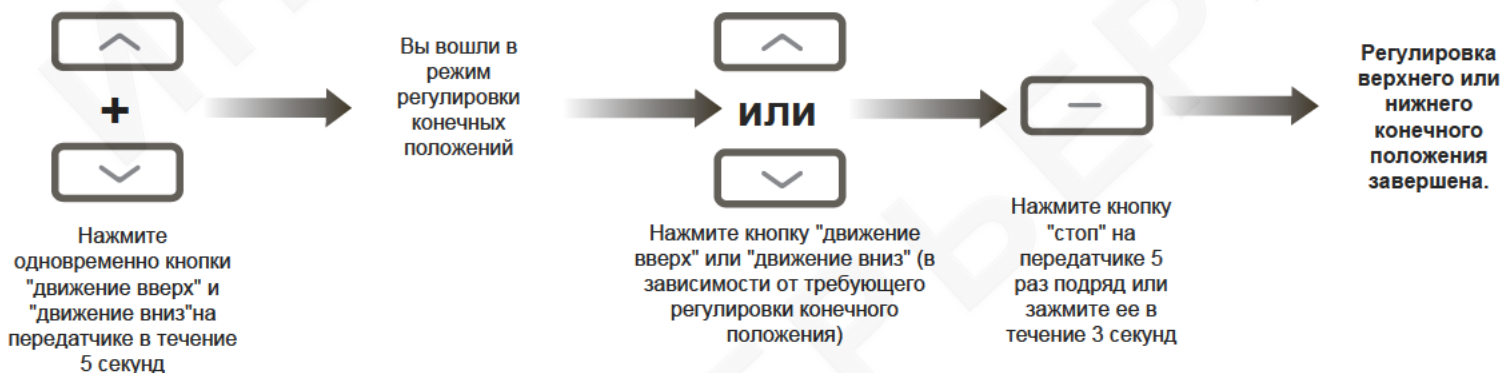 +
Нажмите
одновременно кнопки
"движение вверх" и
"движение вниз"на
передатчике в течение
5 секунд
Вы вошли в
режим
регулировки
конечных
положений
или
Нажмите кнопку "движение
вверх" или "движение вниз" (в
зависимости от требующего
регулировки конечного
положения)
Нажмите кнопку
"стоп" на
передатчике 5
раз подряд или
зажмите ее в
течение 3 секунд
Регулировка
верхнего или
нижнего
конечного
положения
завершена.